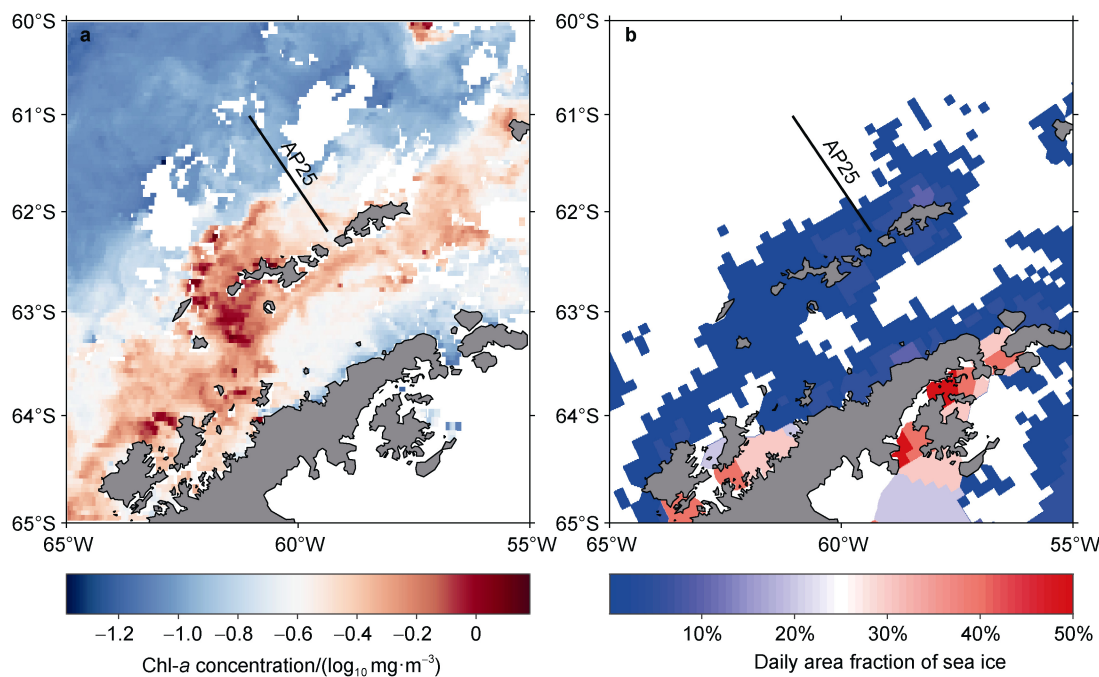 a
60°S
61°S
62°S
63°S
64°S
65°S
AP25
65°W
60°W
55°W
−1.2
−1.0
−0.8
−0.6
−0.4
−0.2
0
Chl-a concentration/(log₁₀ mg·m⁻³)
b
60°S
61°S
62°S
63°S
64°S
65°S
AP25
65°W
60°W
55°W
10%
20%
30%
40%
50%
Daily area fraction of sea ice